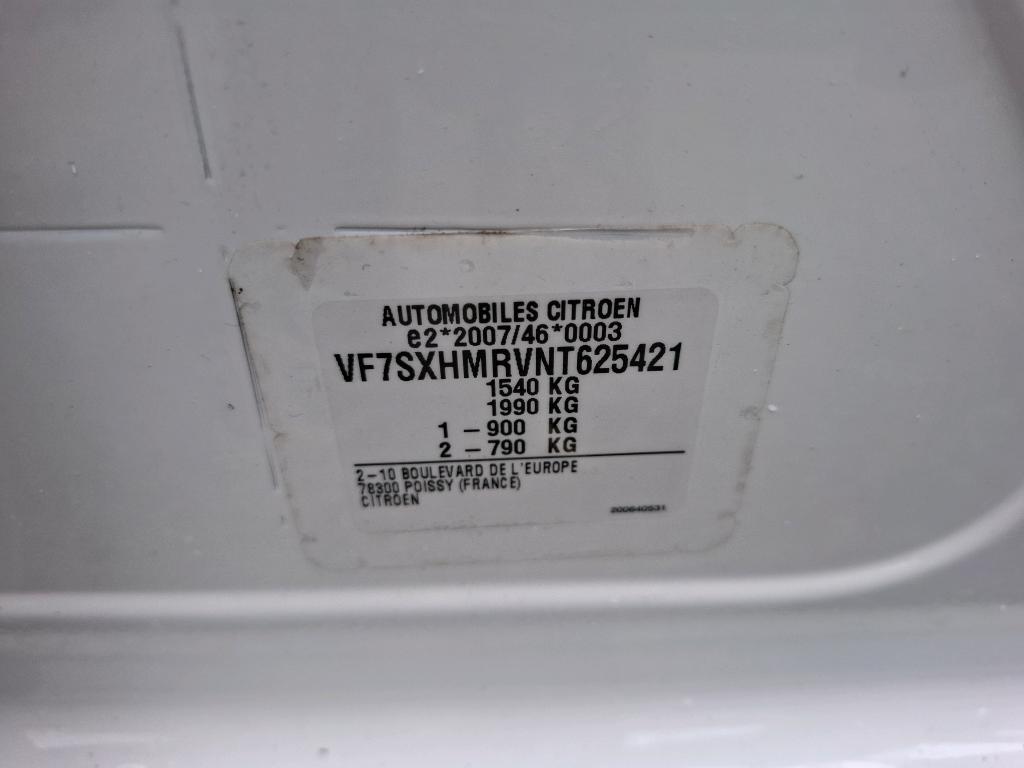 AUTOMOBILES CITROEN
e2*2007/46*0003
VF7SXHMRVNT625421
1540 KG
1990 KG
1 - 900 KG
2 - 790 KG
2-10 BOULEVARD DE L'EUROPE
78300 POISSY (FRANCE)
CITROEN
200640531